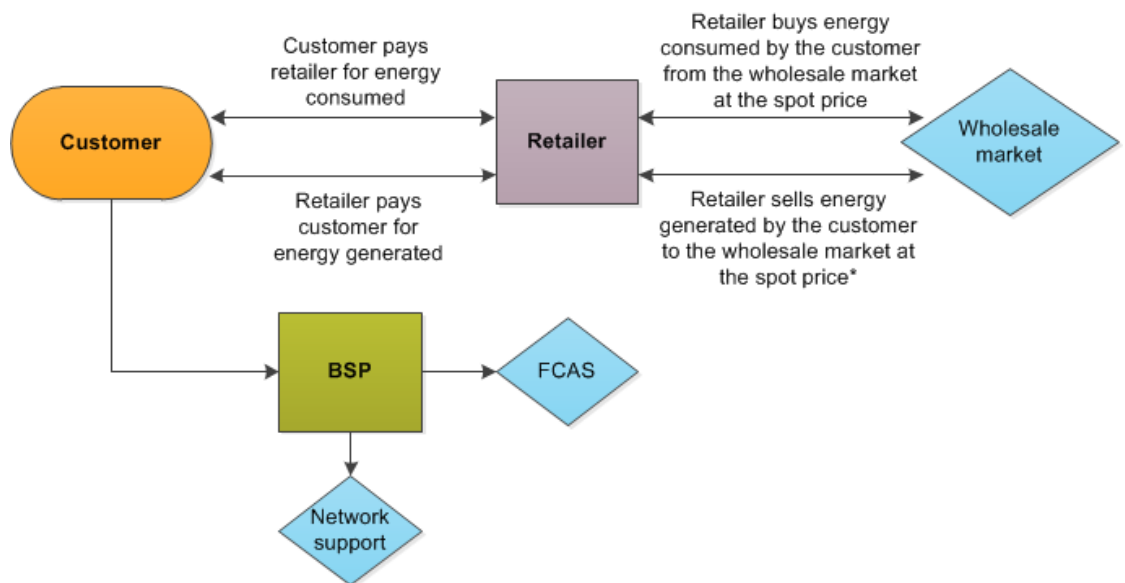 Customer pays
retailer for energy
consumed
Retailer buys energy
consumed by the customer
from the wholesale market
at the spot price
Customer
Retailer
Wholesale
market
Retailer pays
customer for
energy generated
Retailer sells energy
generated by the customer
to the wholesale market at
the spot price*
BSP
FCAS
Network
support